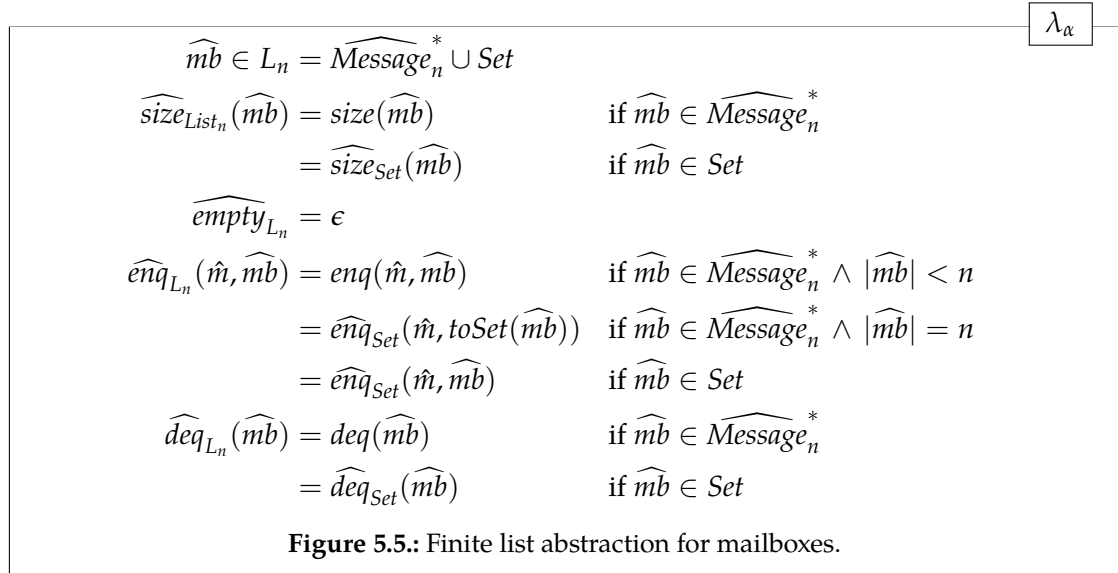 λ_α
\widehat{mb} ∈ L_n = \widehat{Message}_n^* ∪ Set
\widehat{size}_{List_n}(\widehat{mb}) = size(\widehat{mb}) if \widehat{mb} ∈ \widehat{Message}_n^*
= \widehat{size}_{Set}(\widehat{mb}) if \widehat{mb} ∈ Set
\widehat{empty}_{L_n} = ϵ
\widehat{enq}_{L_n}(\hat{m}, \widehat{mb}) = enq(\hat{m}, \widehat{mb}) if \widehat{mb} ∈ \widehat{Message}_n^* ∧ |\widehat{mb}| < n
= \widehat{enq}_{Set}(\hat{m}, toSet(\widehat{mb})) if \widehat{mb} ∈ \widehat{Message}_n^* ∧ |\widehat{mb}| = n
= \widehat{enq}_{Set}(\hat{m}, \widehat{mb}) if \widehat{mb} ∈ Set
\widehat{deq}_{L_n}(\widehat{mb}) = deq(\widehat{mb}) if \widehat{mb} ∈ \widehat{Message}_n^*
= \widehat{deq}_{Set}(\widehat{mb}) if \widehat{mb} ∈ Set
Figure 5.5.: Finite list abstraction for mailboxes.